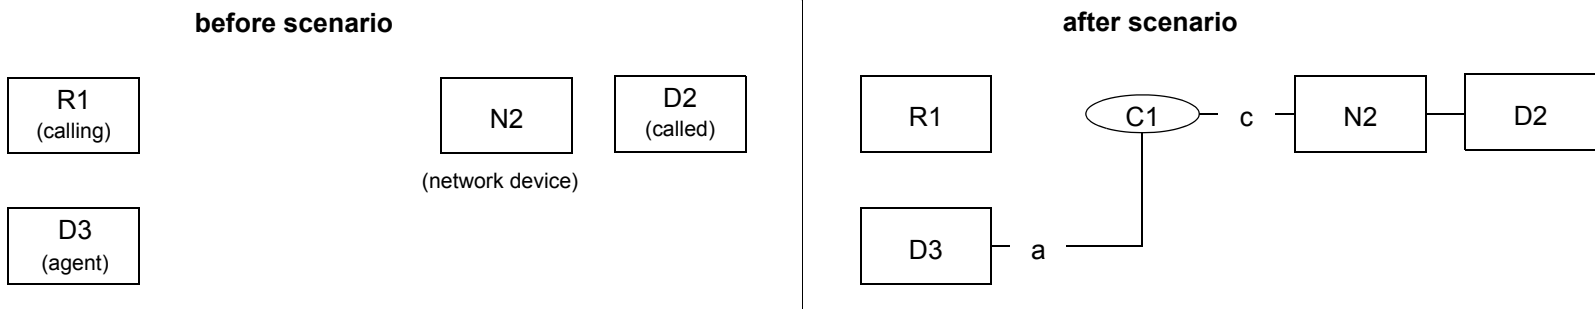 before scenario
R1
(calling)
N2
(network device)
D2
(called)
D3
(agent)
after scenario
R1
C1
c
N2
D2
D3
a